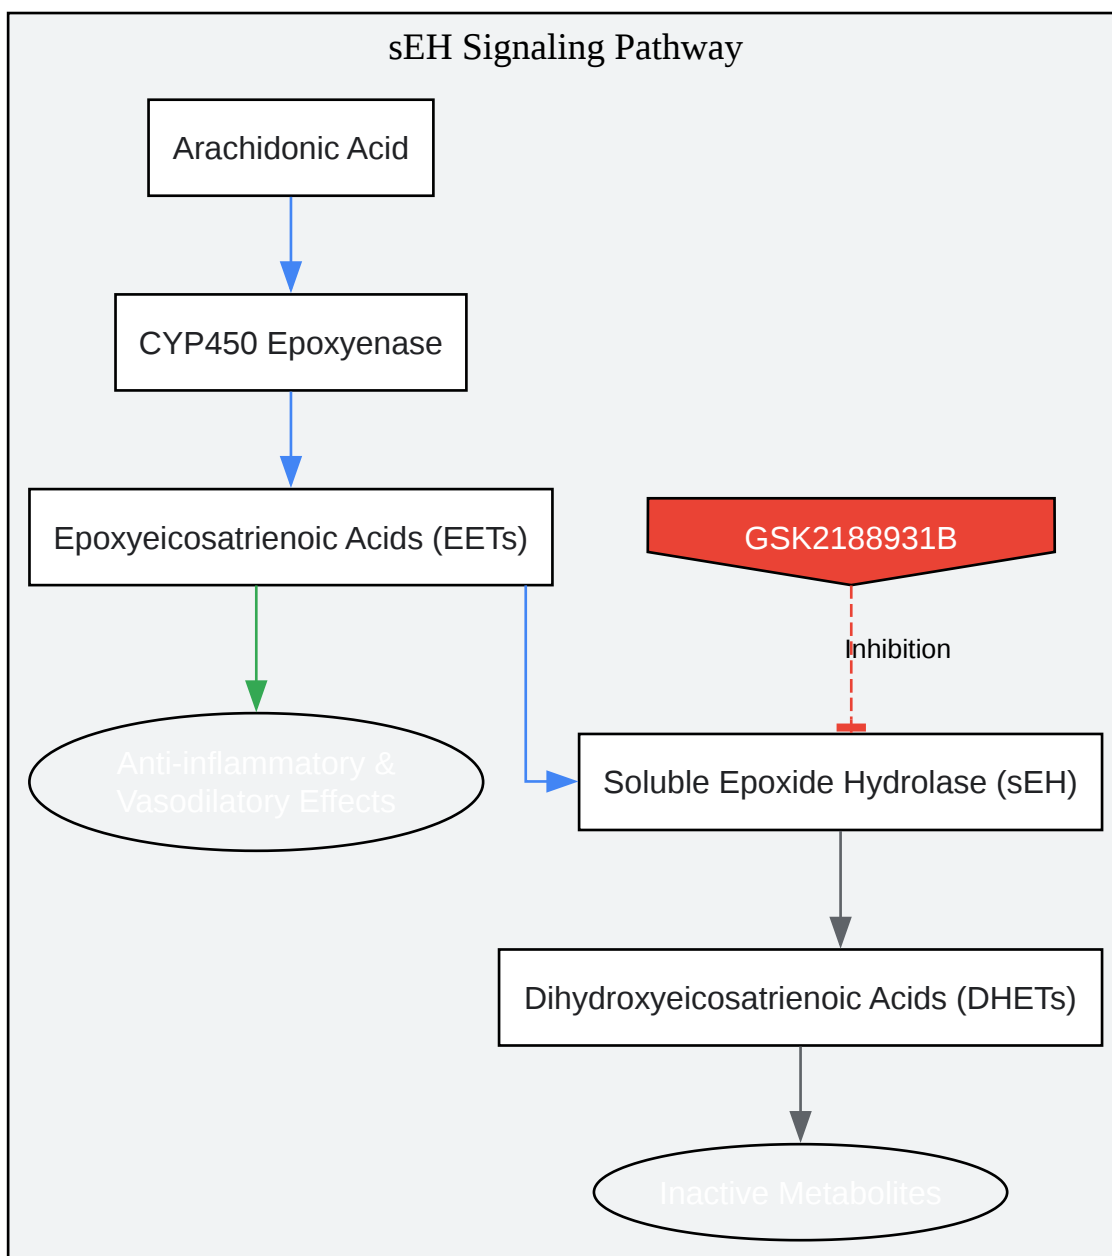 sEH Signaling Pathway
Arachidonic Acid
CYP450 Epoxyenase
Epoxyeicosatrienoic Acids (EETs)
GSK2188931B
Inhibition
Anti-inflammatory &
Vasodilatory Effects
Soluble Epoxide Hydrolase (sEH)
Dihydroxyeicosatrienoic Acids (DHETs)
Inactive Metabolites